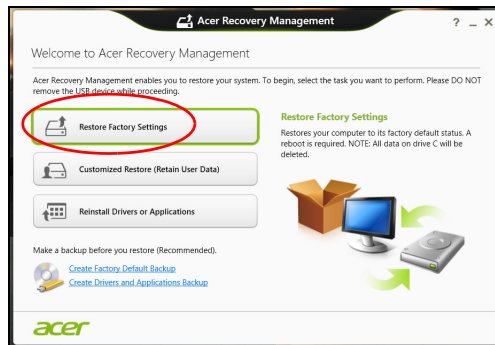 Acer Recovery Management
? _ X
Welcome to Acer Recovery Management
Acer Recovery Management enables you to restore your system. To begin, select the task you want to perform. Please DO NOT
remove the USB device while proceeding.
Restore Factory Settings
Customized Restore (Retain User Data)
Reinstall Drivers or Applications
Restore Factory Settings
Restores your computer to its factory default status. A
reboot is required. NOTE: All data on drive C will be
deleted.
Make a backup before you restore (Recommended).
Create Factory Default Backup
Create Drivers and Applications Backup
acer